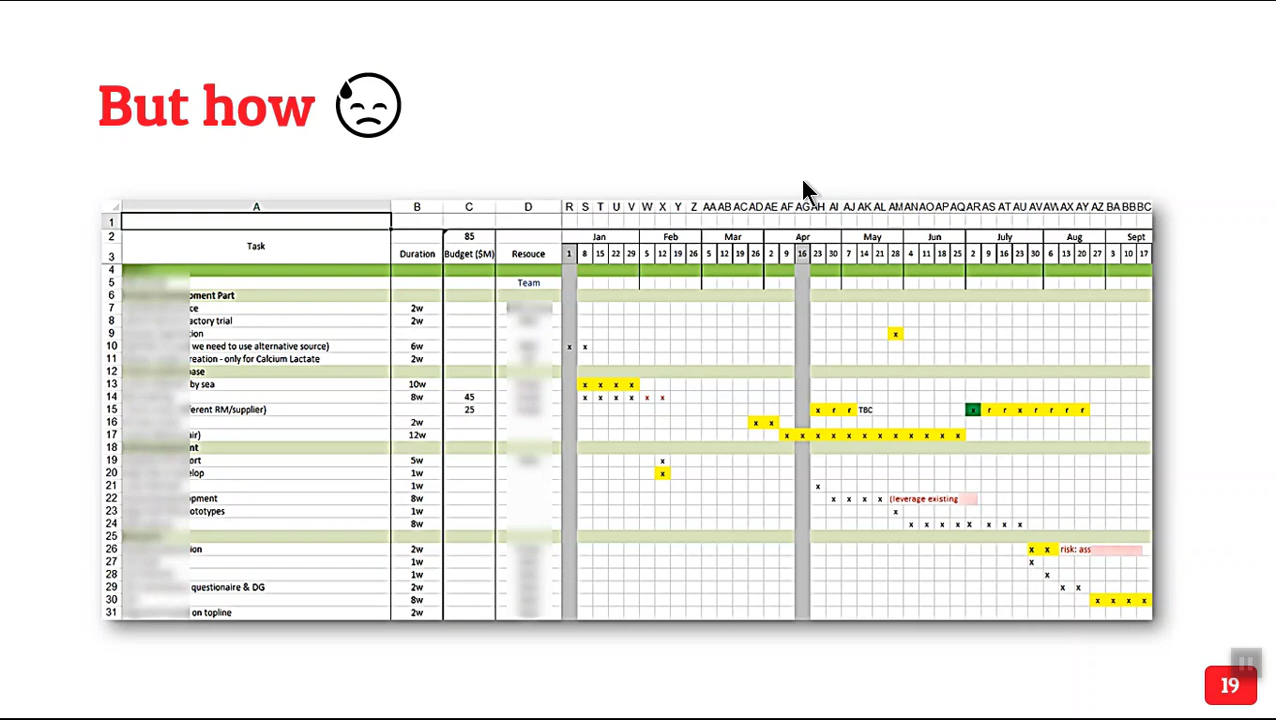 But how
A B C D R S T U V W X Y Z AA AB AC AD AE AF AG AH AI AJ AK AL AM AN AO AP AQ AR AS AT AU AV AW AX AY AZ BA BB BC
1
2 85 Jan Feb Mar Apr May Jun July Aug Sept
3 Task Duration Budget ($M) Resouce 1 8 15 22 29 5 12 19 26 5 12 19 26 2 9 16 23 30 7 14 21 28 4 11 18 25 2 9 16 23 30 6 13 20 27 3 10 17
4
5 Team
6 opment Part
7 ce 2w
8 actory trial 2w
9 tion x
10 we need to use alternative source) 6w x x
11 reation - only for Calcium Lactate 2w
12 ase
13 by sea 10w x x x x
14 8w 45 x x x x x x
15 erent RM/supplier) 25 x r r TBC x r r x r r r r
16 2w x x
17 ir) 12w x x x x x x x x x x x x
18 nt
19 ort 5w x
20 lop 1w x
21 1w x
22 opment 8w x x x x (leverage existing
23 ototypes 1w x
24 8w x x x x x x x x
25
26 ion 2w x x risk: ass
27 1w x
28 1w x
29 questionaire & DG 2w x x
30 8w x x x x
31 on topline 2w
19